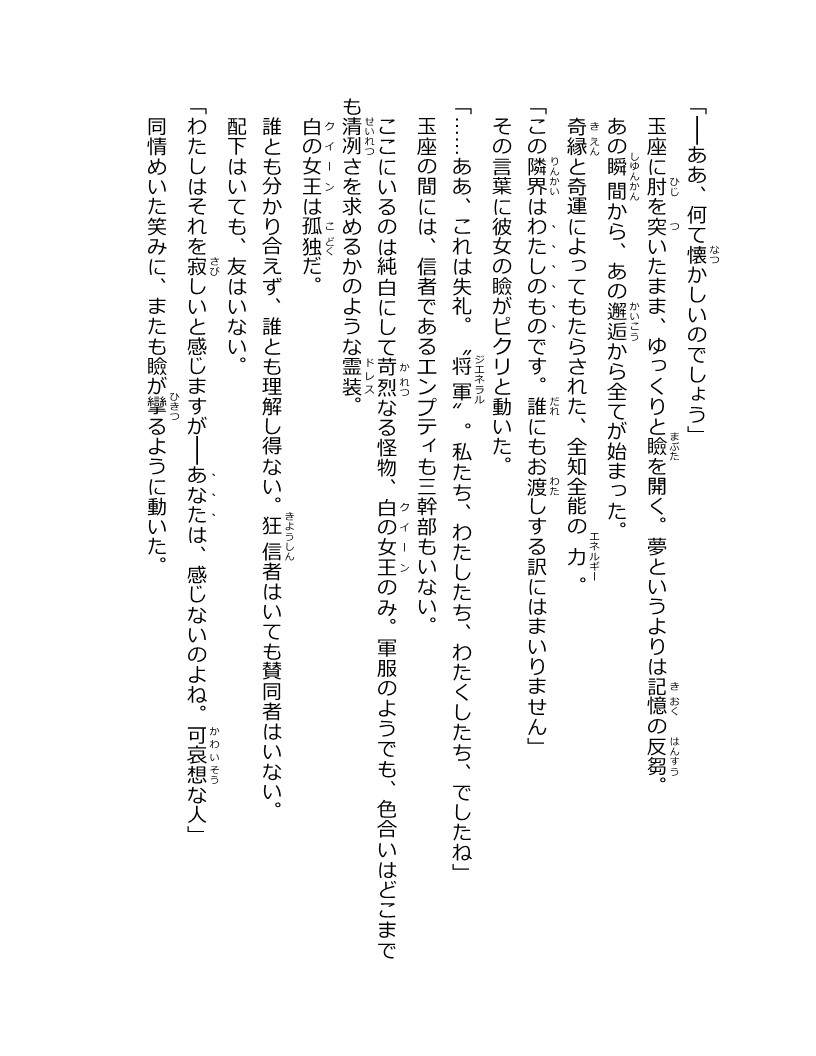 「――ああ、何て懐かしいのでしょう」
玉座に肘を突いたまま、ゆっくりと瞼を開く。夢というよりは記憶の反芻。
あの瞬間から、あの邂逅から全てが始まった。
奇縁と奇運によってもたらされた、全知全能の力。
「この隣界はわたしのものです。誰にもお渡しする訳にはまいりません」
その言葉に彼女の瞼がピクリと動いた。
「……ああ、これは失礼。〝将軍〟。私たち、わたしたち、わたくしたち、でしたね」
玉座の間には、信者であるエンプティも三幹部もいない。
ここにいるのは純白にして苛烈なる怪物、白の女王のみ。軍服のようでも、色合いはどこまで
も清冽さを求めるかのような霊装。
白の女王は孤独だ。
誰とも分かり合えず、誰とも理解し得ない。狂信者はいても賛同者はいない。
配下はいても、友はいない。
「わたしはそれを寂しいと感じますが――あなたは、感じないのよね。可哀想な人」
同情めいた笑みに、またも瞼が攣るように動いた。